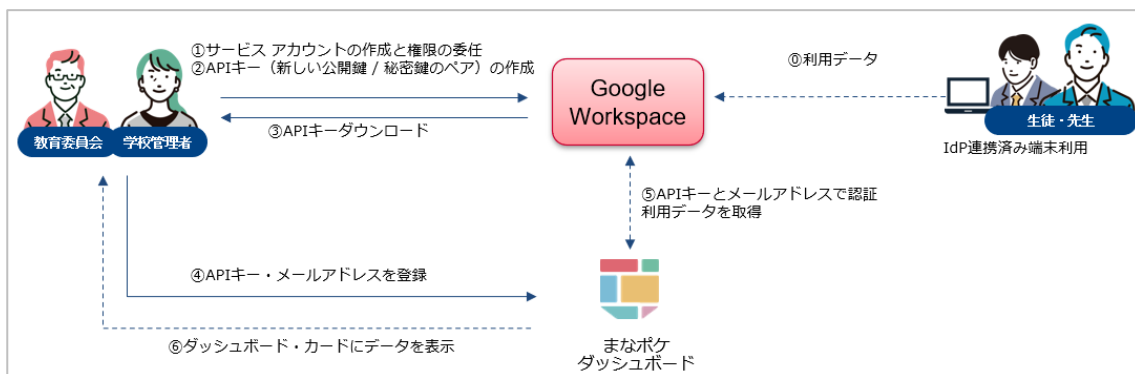 ①サービス アカウントの作成と権限の委任
②APIキー（新しい公開鍵 / 秘密鍵のペア）の作成
③APIキーダウンロード
教育委員会
学校管理者
Google
Workspace
⓪利用データ
生徒・先生
IdP連携済み端末利用
⑤APIキーとメールアドレスで認証
利用データを取得
④APIキー・メールアドレスを登録
⑥ダッシュボード・カードにデータを表示
まなポケ
ダッシュボード